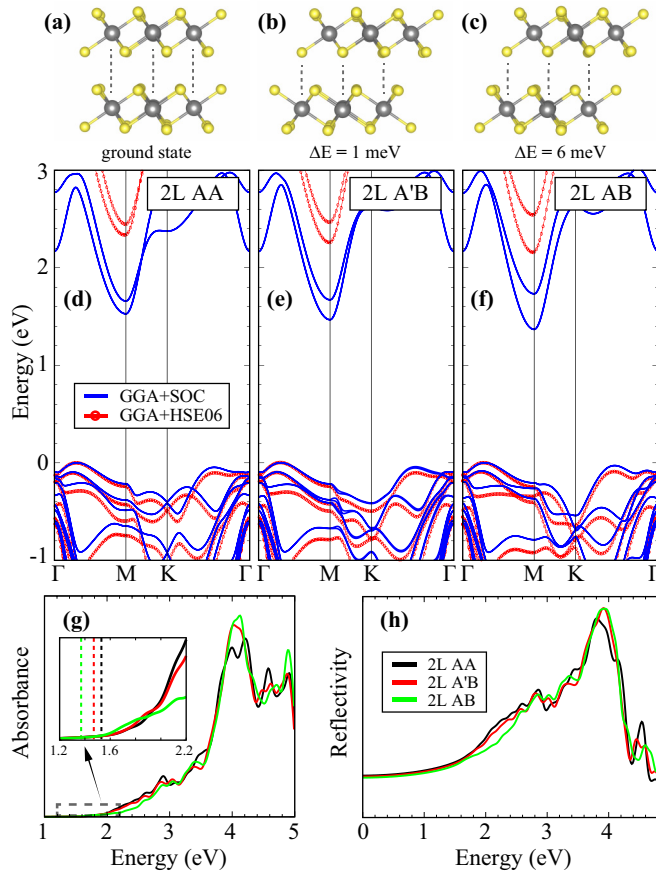 (a) (b) (c)
ground state ΔE = 1 meV ΔE = 6 meV
3
2L AA 2L A'B 2L AB
2
Energy (eV)
(d) (e) (f)
1
GGA+SOC
GGA+HSE06
0
-1
Γ M K Γ Γ M K Γ Γ M K Γ
(g) (h)
Absorbance
1.2 1.6 2.2
1 2 3 4 5
Energy (eV)
Reflectivity
2L AA
2L A'B
2L AB
0 1 2 3 4
Energy (eV)